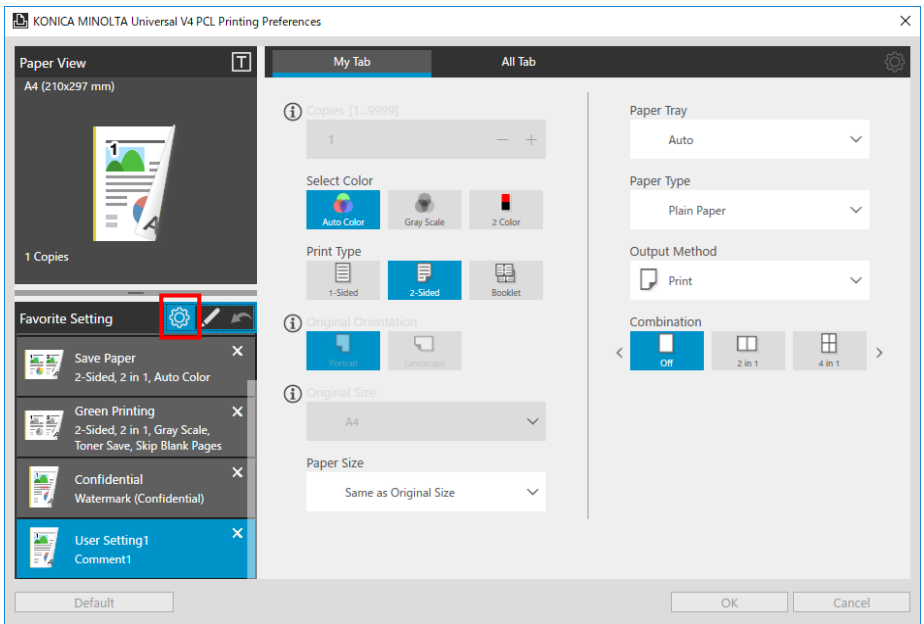 KONICA MINOLTA Universal V4 PCL Printing Preferences
Paper View
T
A4 (210x297 mm)
1
A
1 Copies
Favorite Setting
Save Paper
2-Sided, 2 in 1, Auto Color
Green Printing
2-Sided, 2 in 1, Gray Scale,
Toner Save, Skip Blank Pages
Confidential
Watermark (Confidential)
User Setting1
Comment1
My Tab
All Tab
Copies [1...9999]
1
Select Color
Auto Color
Gray Scale
2 Color
Print Type
1-Sided
2-Sided
Booklet
Original Orientation
Portrait
Landscape
Original Size
A4
Paper Size
Same as Original Size
Paper Tray
Auto
Paper Type
Plain Paper
Output Method
Print
Combination
Off
2 in 1
4 in 1
Default
OK
Cancel